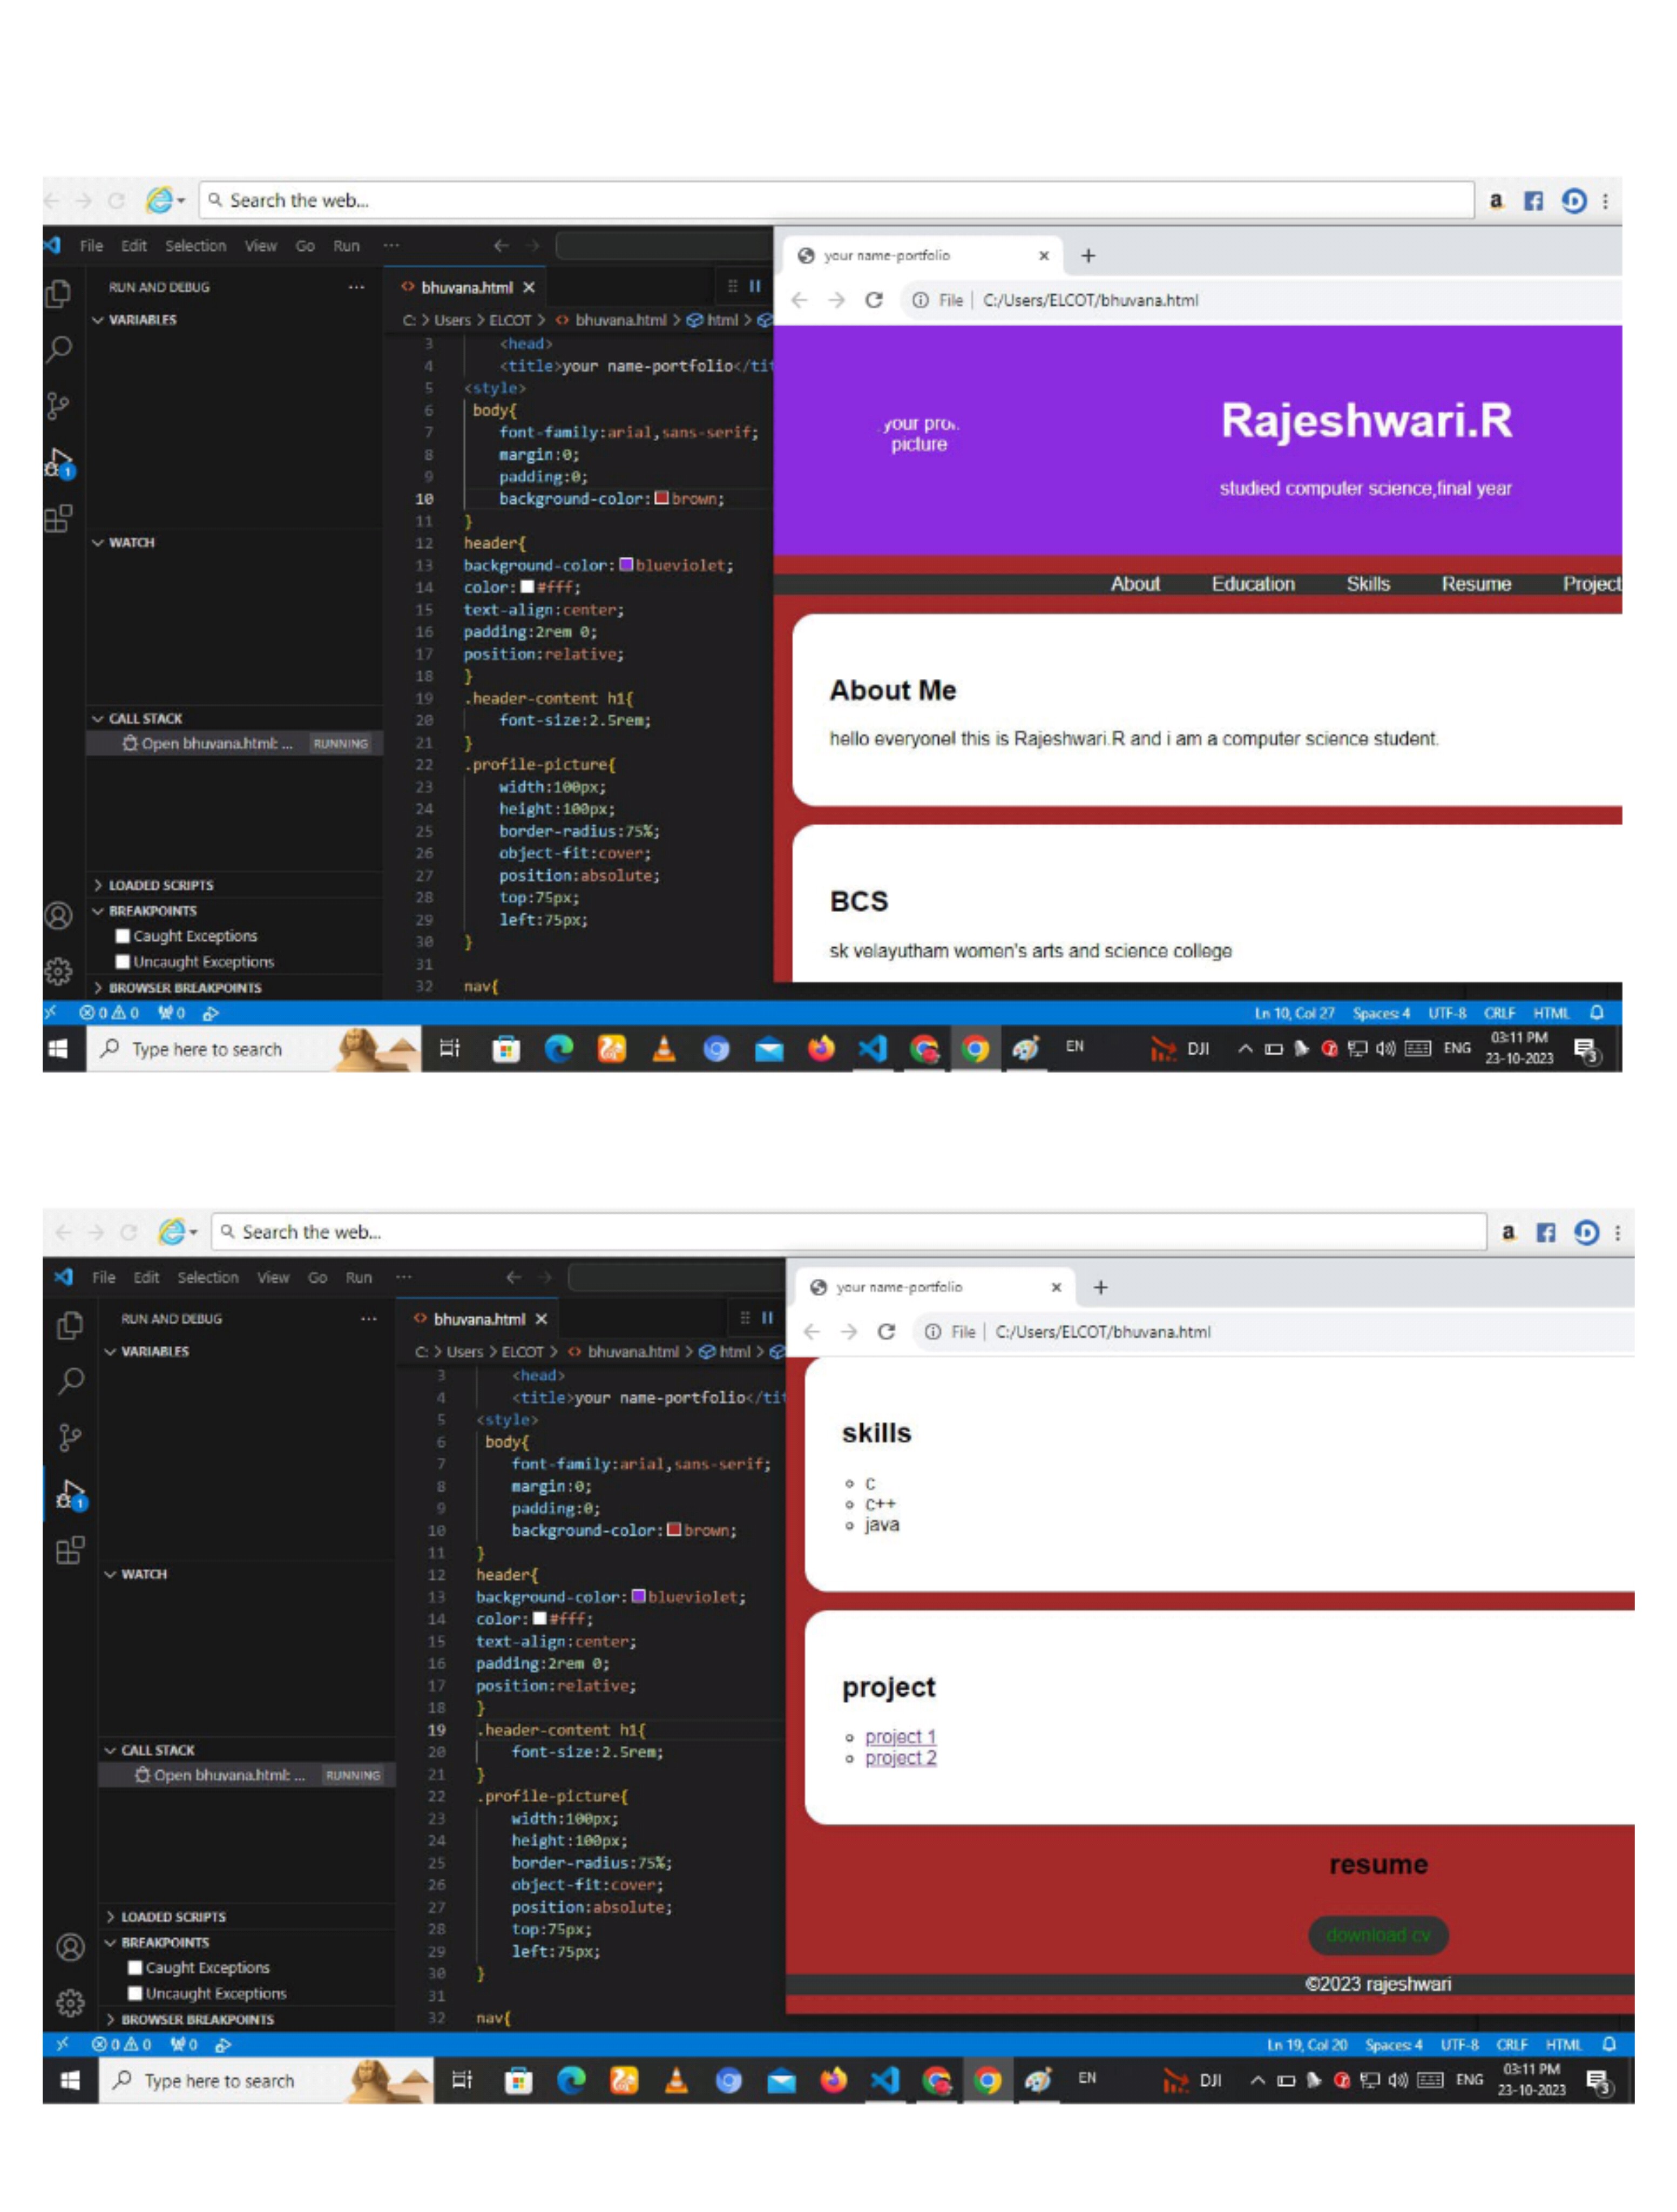 Search the web...
File Edit Selection View Go Run ...
your name-portfolio
RUN AND DEBUG ...
bhuvana.html
File C:/Users/ELCOT/bhuvana.html
VARIABLES
C: > Users > ELCOT > bhuvana.html > html >
3 <head>
4 <title>your name-portfolio</tit
5 <style>
6 body{
7 font-family:arial,sans-serif;
8 margin:0;
9 padding:0;
10 background-color:brown;
11 }
12 header{
13 background-color:blueviolet;
14 color:#fff;
15 text-align:center;
16 padding:2rem 0;
17 position:relative;
18 }
19 .header-content h1{
20 font-size:2.5rem;
21 }
22 .profile-picture{
23 width:100px;
24 height:100px;
25 border-radius:75%;
26 object-fit:cover;
27 position:absolute;
28 top:75px;
29 left:75px;
30 }
31
32 nav{
WATCH
CALL STACK
Open bhuvana.html: ... RUNNING
LOADED SCRIPTS
BREAKPOINTS
Caught Exceptions
Uncaught Exceptions
BROWSER BREAKPOINTS
your pro
picture
Rajeshwari.R
studied computer science,final year
About Education Skills Resume Project
About Me
hello everyone! this is Rajeshwari.R and i am a computer science student.
BCS
sk velayutham women's arts and science college
0 0 0
Ln 10, Col 27 Spaces: 4 UTF-8 CRLF HTML
Type here to search
EN
DJI
ENG
03:11 PM
23-10-2023
3
Search the web...
File Edit Selection View Go Run ...
your name-portfolio
RUN AND DEBUG ...
bhuvana.html
File C:/Users/ELCOT/bhuvana.html
VARIABLES
C: > Users > ELCOT > bhuvana.html > html >
3 <head>
4 <title>your name-portfolio</tit
5 <style>
6 body{
7 font-family:arial,sans-serif;
8 margin:0;
9 padding:0;
10 background-color:brown;
11 }
12 header{
13 background-color:blueviolet;
14 color:#fff;
15 text-align:center;
16 padding:2rem 0;
17 position:relative;
18 }
19 .header-content h1{
20 font-size:2.5rem;
21 }
22 .profile-picture{
23 width:100px;
24 height:100px;
25 border-radius:75%;
26 object-fit:cover;
27 position:absolute;
28 top:75px;
29 left:75px;
30 }
31
32 nav{
WATCH
CALL STACK
Open bhuvana.html: ... RUNNING
LOADED SCRIPTS
BREAKPOINTS
Caught Exceptions
Uncaught Exceptions
BROWSER BREAKPOINTS
skills
c
c++
java
project
project 1
project 2
resume
download cv
©2023 rajeshwari
0 0 0
Ln 19, Col 20 Spaces: 4 UTF-8 CRLF HTML
Type here to search
EN
DJI
ENG
03:11 PM
23-10-2023
3